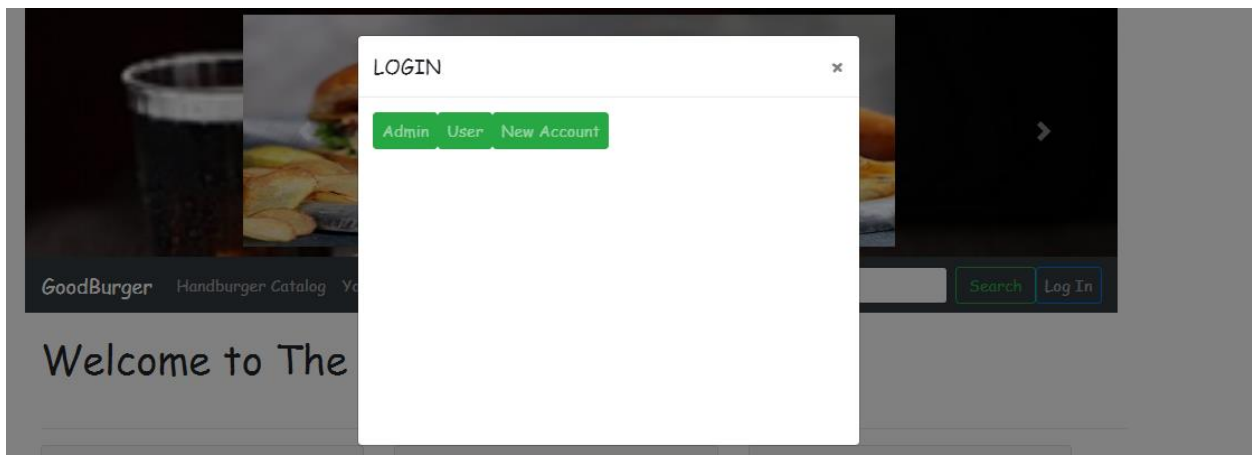 LOGIN ×
Admin User New Account
GoodBurger Handburger Catalog Search Log In
Welcome to The